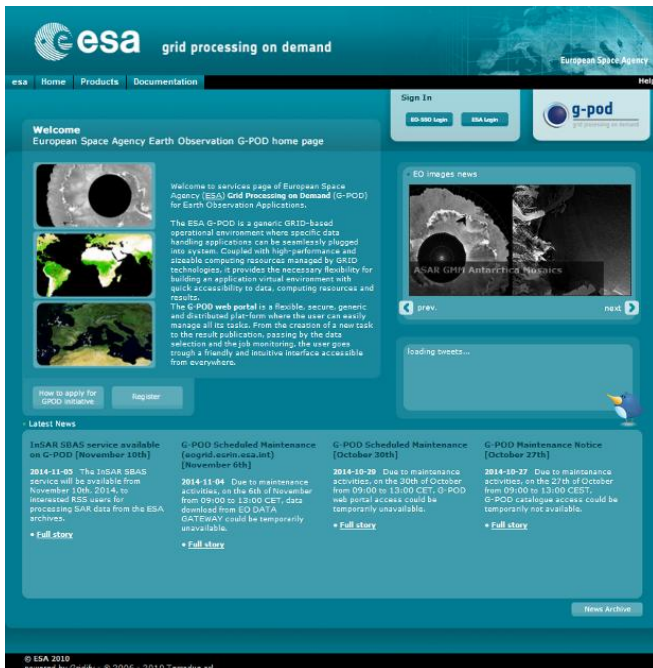 esa grid processing on demand
European Space Agency
esa Home Products Documentation Help
Sign In
EO-SSO Login ESA Login
g-pod
grid processing on demand
Welcome
European Space Agency Earth Observation G-POD home page
Welcome to services page of European Space
Agency (ESA) Grid Processing on Demand (G-POD)
for Earth Observation Applications.
The ESA G-POD is a generic GRID-based
operational environment where specific data
handling applications can be seamlessly plugged
into system. Coupled with high-performance and
sizeable computing resources managed by GRID
technologies, it provides the necessary flexibility for
building an application virtual environment with
quick accessibility to data, computing resources and
results.
The G-POD web portal is a flexible, secure, generic
and distributed plat-form where the user can easily
manage all its tasks. From the creation of a new task
to the result publication, passing by the data
selection and the job monitoring, the user goes
trough a friendly and intuitive interface accessible
from everywhere.
EO images news
ASAR GMM Antarctica Mosaics
prev. next
loading tweets...
How to apply for
GPOD initiative
Register
Latest News
InSAR SBAS service available
on G-POD [November 10th]
2014-11-05 The InSAR SBAS
service will be available from
November 10th, 2014, to
interested RSS users for
processing SAR data from the ESA
archives.
• Full story
G-POD Scheduled Maintenance
(eogrid.esrin.esa.int)
[November 6th]
2014-11-04 Due to maintenance
activities, on the 6th of November
from 09:00 to 13:00 CET, data
download from EO DATA
GATEWAY could be temporarily
unavailable.
• Full story
G-POD Scheduled Maintenance
[October 30th]
2014-10-29 Due to maintenance
activities, on the 30th of October
from 09:00 to 13:00 CET, G-POD
web portal access could be
temporarily unavailable.
• Full story
G-POD Maintenance Notice
[October 27th]
2014-10-27 Due to maintenance
activities, on the 27th of October
from 09:00 to 13:00 CEST,
G-POD catalogue access could be
temporarily not available.
• Full story
News Archive
© ESA 2010
powered by Gridify - © 2006 - 2010 Terradue srl